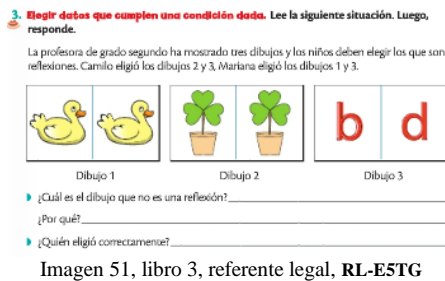 3. Elegir datos que cumplen una condición dada. Lee la siguiente situación. Luego,
responde.
La profesora de grado segundo ha mostrado tres dibujos y los niños deben elegir los que son
reflexiones. Camilo eligió los dibujos 2 y 3, Mariana eligió los dibujos 1 y 3.
b d
Dibujo 1 Dibujo 2 Dibujo 3
¿Cuál es el dibujo que no es una reflexión?
¿Por qué?
¿Quién eligió correctamente?
Imagen 51, libro 3, referente legal, RL-E5TG